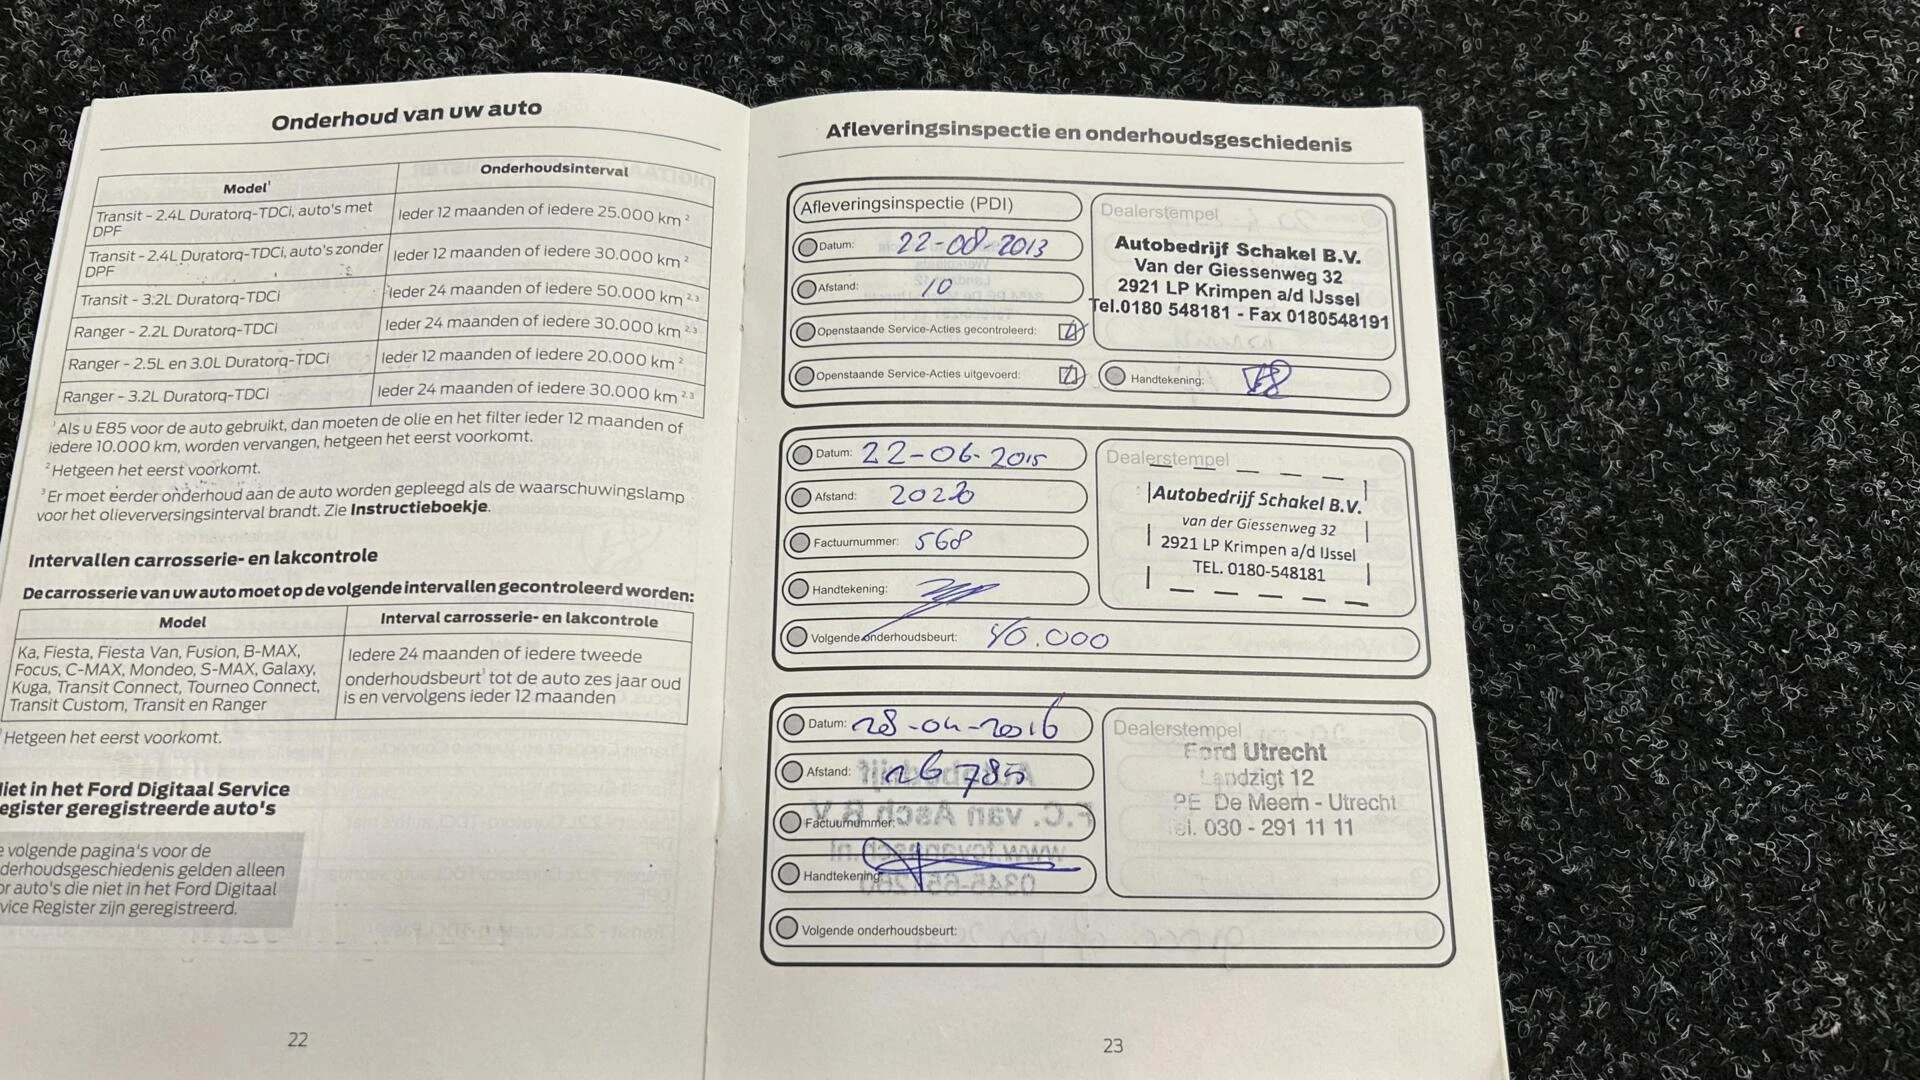 Onderhoud van uw auto
Model¹ Onderhoudsinterval
Transit - 2.4L Duratorq-TDCi, auto's met DPF Ieder 12 maanden of iedere 25.000 km ²
Transit - 2.4L Duratorq-TDCi, auto's zonder DPF Ieder 12 maanden of iedere 30.000 km ²
Transit - 3.2L Duratorq-TDCi Ieder 24 maanden of iedere 50.000 km ²,³
Ranger - 2.2L Duratorq-TDCi Ieder 24 maanden of iedere 30.000 km ²,³
Ranger - 2.5L en 3.0L Duratorq-TDCi Ieder 12 maanden of iedere 20.000 km ²
Ranger - 3.2L Duratorq-TDCi Ieder 24 maanden of iedere 30.000 km ²,³
¹Als u E85 voor de auto gebruikt, dan moeten de olie en het filter ieder 12 maanden of
iedere 10.000 km, worden vervangen, hetgeen het eerst voorkomt.
²Hetgeen het eerst voorkomt.
³Er moet eerder onderhoud aan de auto worden gepleegd als de waarschuwingslamp
voor het olieverversingsinterval brandt. Zie Instructieboekje.
Intervallen carrosserie- en lakcontrole
De carrosserie van uw auto moet op de volgende intervallen gecontroleerd worden:
Model Interval carrosserie- en lakcontrole
Ka, Fiesta, Fiesta Van, Fusion, B-MAX,
Focus, C-MAX, Mondeo, S-MAX, Galaxy,
Kuga, Transit Connect, Tourneo Connect,
Transit Custom, Transit en Ranger
Iedere 24 maanden of iedere tweede
onderhoudsbeurt¹ tot de auto zes jaar oud
is en vervolgens ieder 12 maanden
Hetgeen het eerst voorkomt.
iet in het Ford Digitaal Service
egister geregistreerde auto's
e volgende pagina's voor de
derhoudsgeschiedenis gelden alleen
or auto's die niet in het Ford Digitaal
vice Register zijn geregistreerd.
22
Afleveringsinspectie en onderhoudsgeschiedenis
Afleveringsinspectie (PDI)
Datum: 22-08-2013
Afstand: 10
Openstaande Service-Acties gecontroleerd:
Openstaande Service-Acties uitgevoerd:
Dealerstempel
Autobedrijf Schakel B.V.
Van der Giessenweg 32
2921 LP Krimpen a/d IJssel
Tel.0180 548181 - Fax 0180548191
Handtekening:
Datum: 22-06-2015
Afstand:
Factuurnummer: 568
Handtekening:
Volgende onderhoudsbeurt:
Dealerstempel
Autobedrijf Schakel B.V.
van der Giessenweg 32
2921 LP Krimpen a/d IJssel
TEL. 0180-548181
Datum:
Afstand:
Factuurnummer:
Handtekening:
Volgende onderhoudsbeurt:
Dealerstempel
Ford Utrecht
Landzigt 12
PE De Meern - Utrecht
Tel. 030 - 291 11 11
23